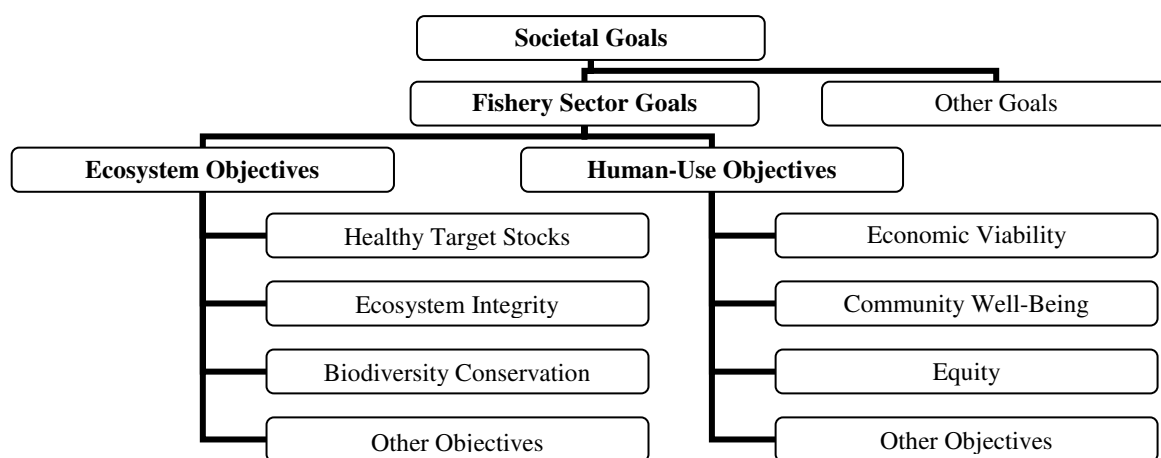 Societal Goals
Fishery Sector Goals
Other Goals
Ecosystem Objectives
Human-Use Objectives
Healthy Target Stocks
Economic Viability
Ecosystem Integrity
Community Well-Being
Biodiversity Conservation
Equity
Other Objectives
Other Objectives